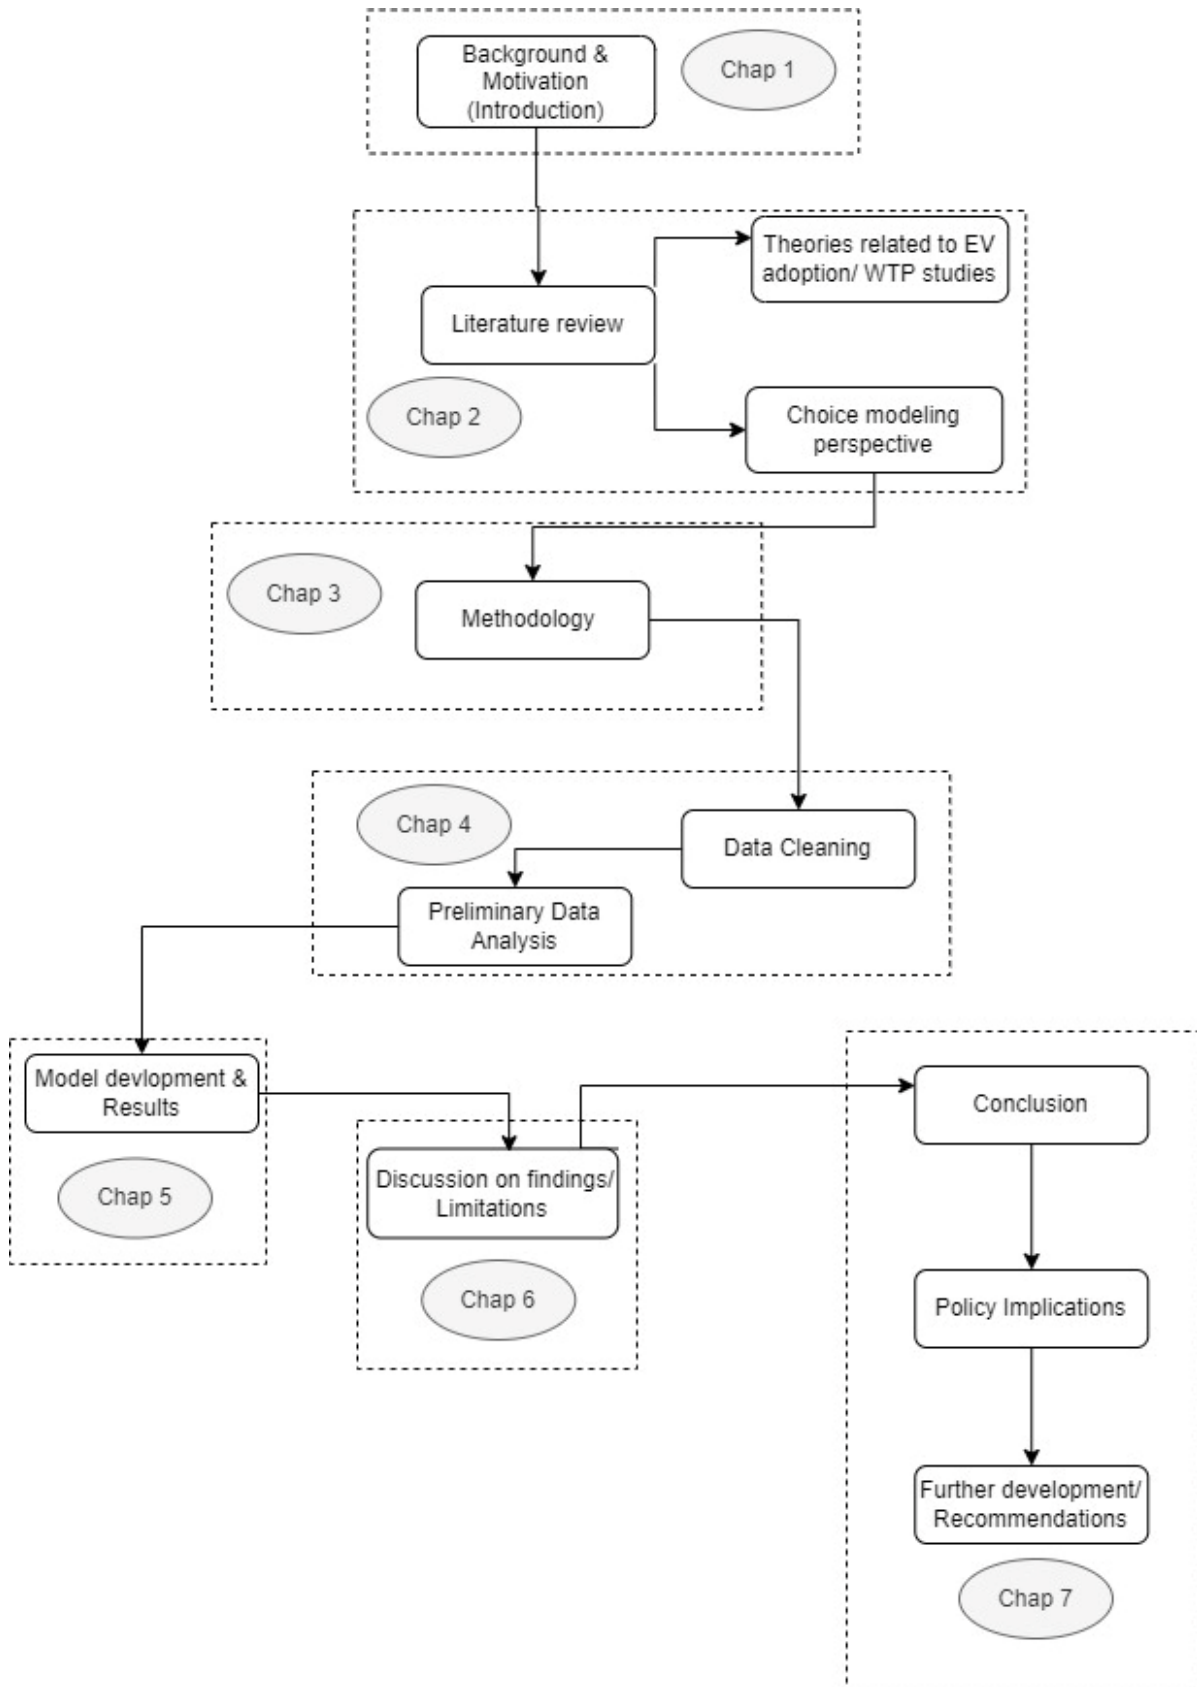 Background &
Motivation
(Introduction)
Chap 1
Theories related to EV
adoption/ WTP studies
Literature review
Chap 2
Choice modeling
perspective
Chap 3
Methodology
Chap 4
Data Cleaning
Preliminary Data
Analysis
Model devlopment &
Results
Chap 5
Discussion on findings/
Limitations
Chap 6
Conclusion
Policy Implications
Further development/
Recommendations
Chap 7